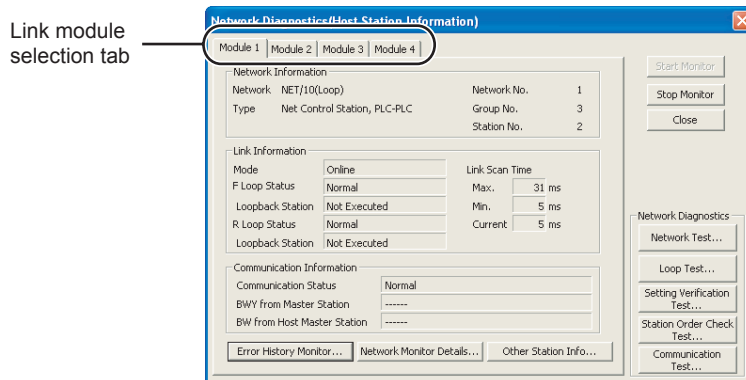 Link module
selection tab
Network Diagnostics(Host Station Information)
Module 1 Module 2 Module 3 Module 4
Network Information
Network NET/10(Loop) Network No. 1
Type Net Control Station, PLC-PLC Group No. 3
Station No. 2
Link Information
Mode Online Link Scan Time
F Loop Status Normal Max. 31 ms
Loopback Station Not Executed Min. 5 ms
R Loop Status Normal Current 5 ms
Loopback Station Not Executed
Communication Information
Communication Status Normal
BWY from Master Station ------
BW from Host Master Station ------
Error History Monitor... Network Monitor Details... Other Station Info...
Start Monitor
Stop Monitor
Close
Network Diagnostics
Network Test...
Loop Test...
Setting Verification
Test...
Station Order Check
Test...
Communication
Test...